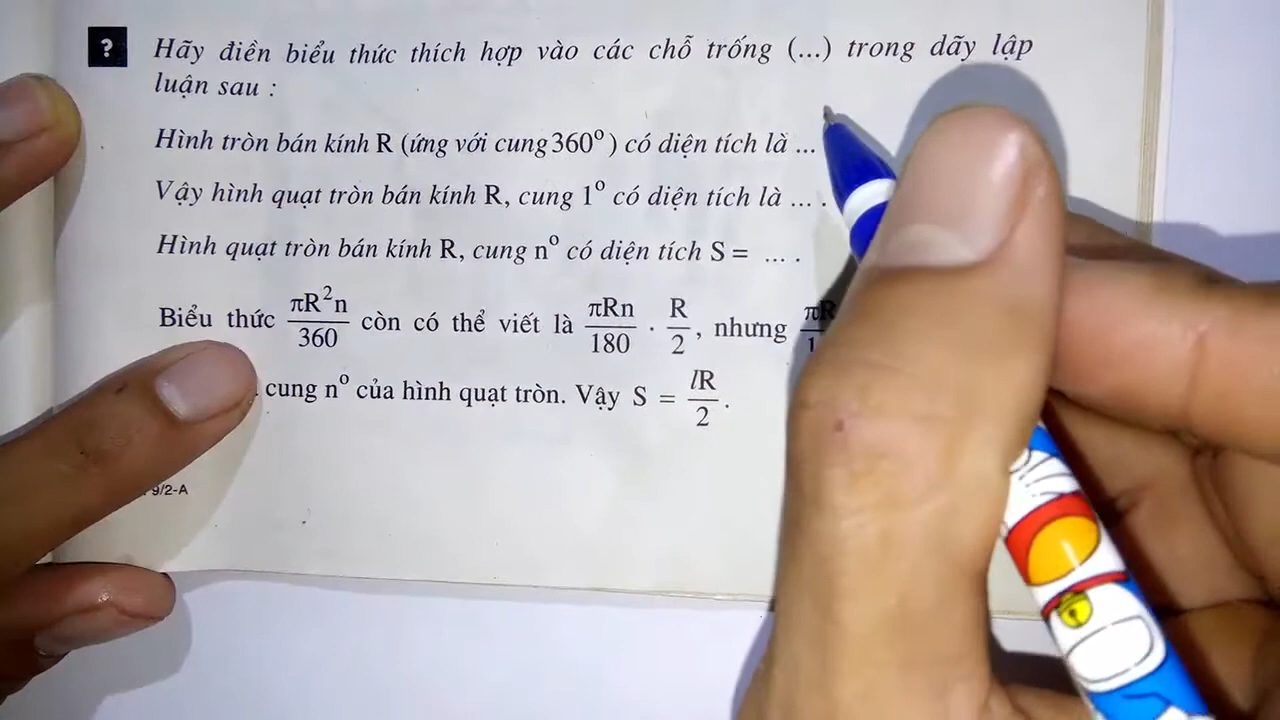 ?
Hãy điền biểu thức thích hợp vào các chỗ trống (...) trong dãy lập
luận sau :
Hình tròn bán kính R (ứng với cung 360° ) có diện tích là ...
Vậy hình quạt tròn bán kính R, cung 1° có diện tích là ... .
Hình quạt tròn bán kính R, cung n° có diện tích S = ... .
Biểu thức πR²n/360 còn có thể viết là πRn/180 . R/2, nhưng
cung n° của hình quạt tròn. Vậy S = lR/2.
9/2-A